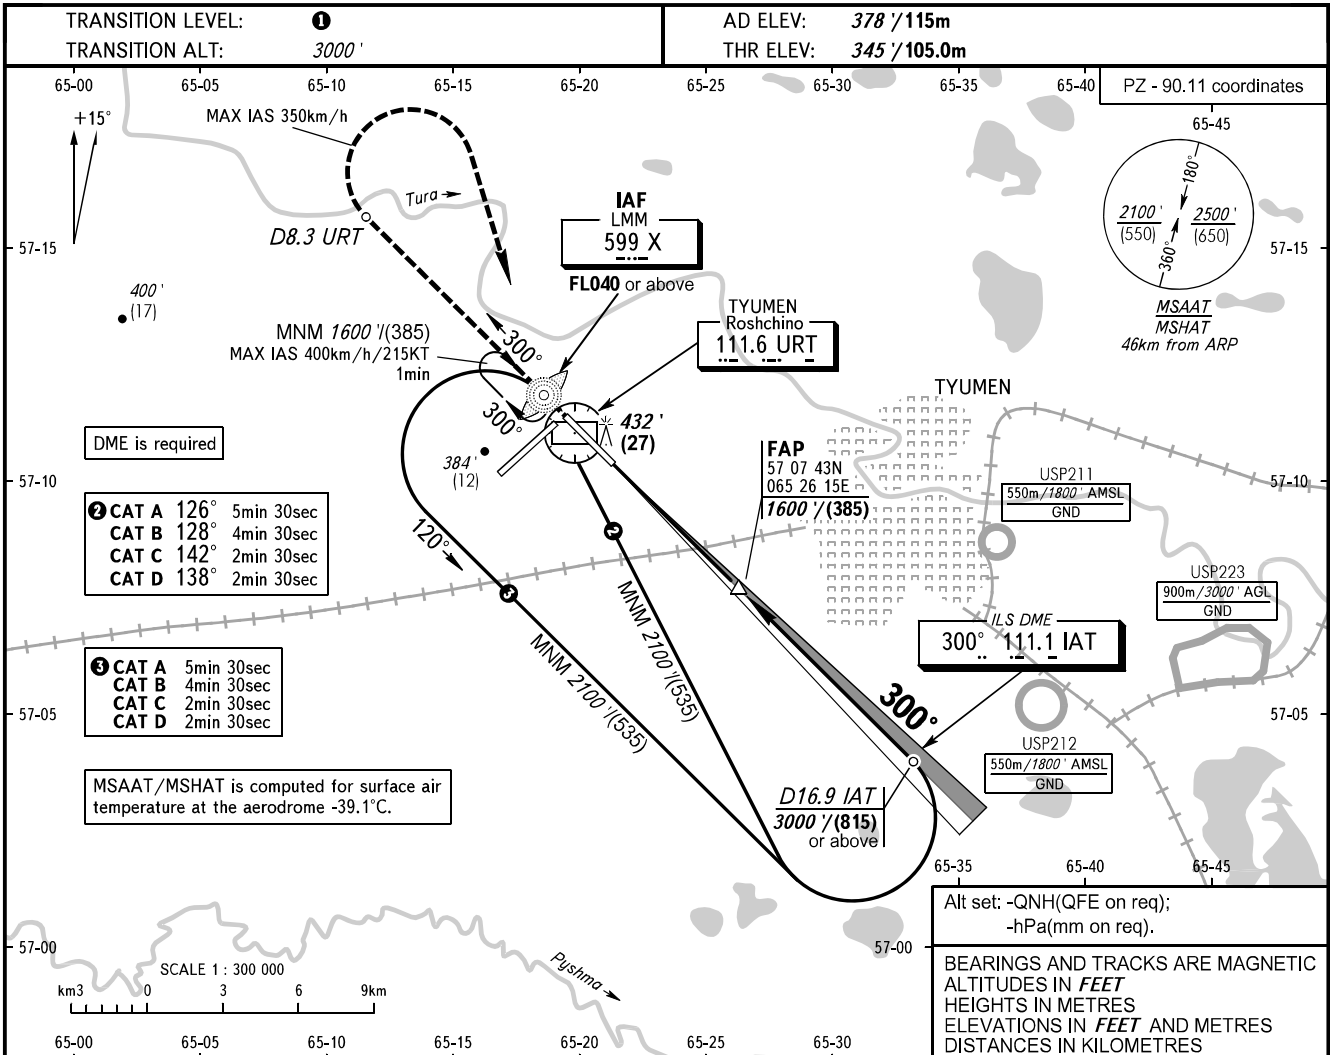 TRANSITION LEVEL: ❶
TRANSITION ALT: 3000 '
AD ELEV: 378 '/115m
THR ELEV: 345 '/105.0m
65-00 65-05 65-10 65-15 65-20 65-25 65-30 65-35 65-40
PZ - 90.11 coordinates
65-45
+15°
MAX IAS 350km/h
Tura
D8.3 URT
57-15
57-15
IAF
LMM
599 X
FL040 or above
180°
2100 '
(550)
2500 '
(650)
360°
MSAAT
MSHAT
46km from ARP
400 '
(17)
MNM 1600 '/(385)
MAX IAS 400km/h/215KT
1min
300°
300°
TYUMEN
Roshchino
111.6 URT
TYUMEN
432 '
(27)
DME is required
384 '
(12)
FAP
57 07 43N
065 26 15E
1600 '/(385)
57-10
57-10
USP211
550m/1800 ' AMSL
GND
❷ CAT A 126° 5min 30sec
CAT B 128° 4min 30sec
CAT C 142° 2min 30sec
CAT D 138° 2min 30sec
120°
❷
❸
MNM 2100 '/(535)
MNM 2100 '/(535)
USP223
900m/3000 ' AGL
GND
ILS DME
300° 111.1 IAT
300°
❸ CAT A 5min 30sec
CAT B 4min 30sec
CAT C 2min 30sec
CAT D 2min 30sec
57-05
57-05
USP212
550m/1800 ' AMSL
GND
MSAAT/MSHAT is computed for surface air
temperature at the aerodrome -39.1°C.
D16.9 IAT
3000 '/(815)
or above
65-35 65-40 65-45
Alt set: -QNH(QFE on req);
-hPa(mm on req).
57-00
57-00
Pyshma
SCALE 1 : 300 000
km3 0 3 6 9km
BEARINGS AND TRACKS ARE MAGNETIC
ALTITUDES IN FEET
HEIGHTS IN METRES
ELEVATIONS IN FEET AND METRES
DISTANCES IN KILOMETRES
65-00 65-05 65-10 65-15 65-20 65-25 65-30